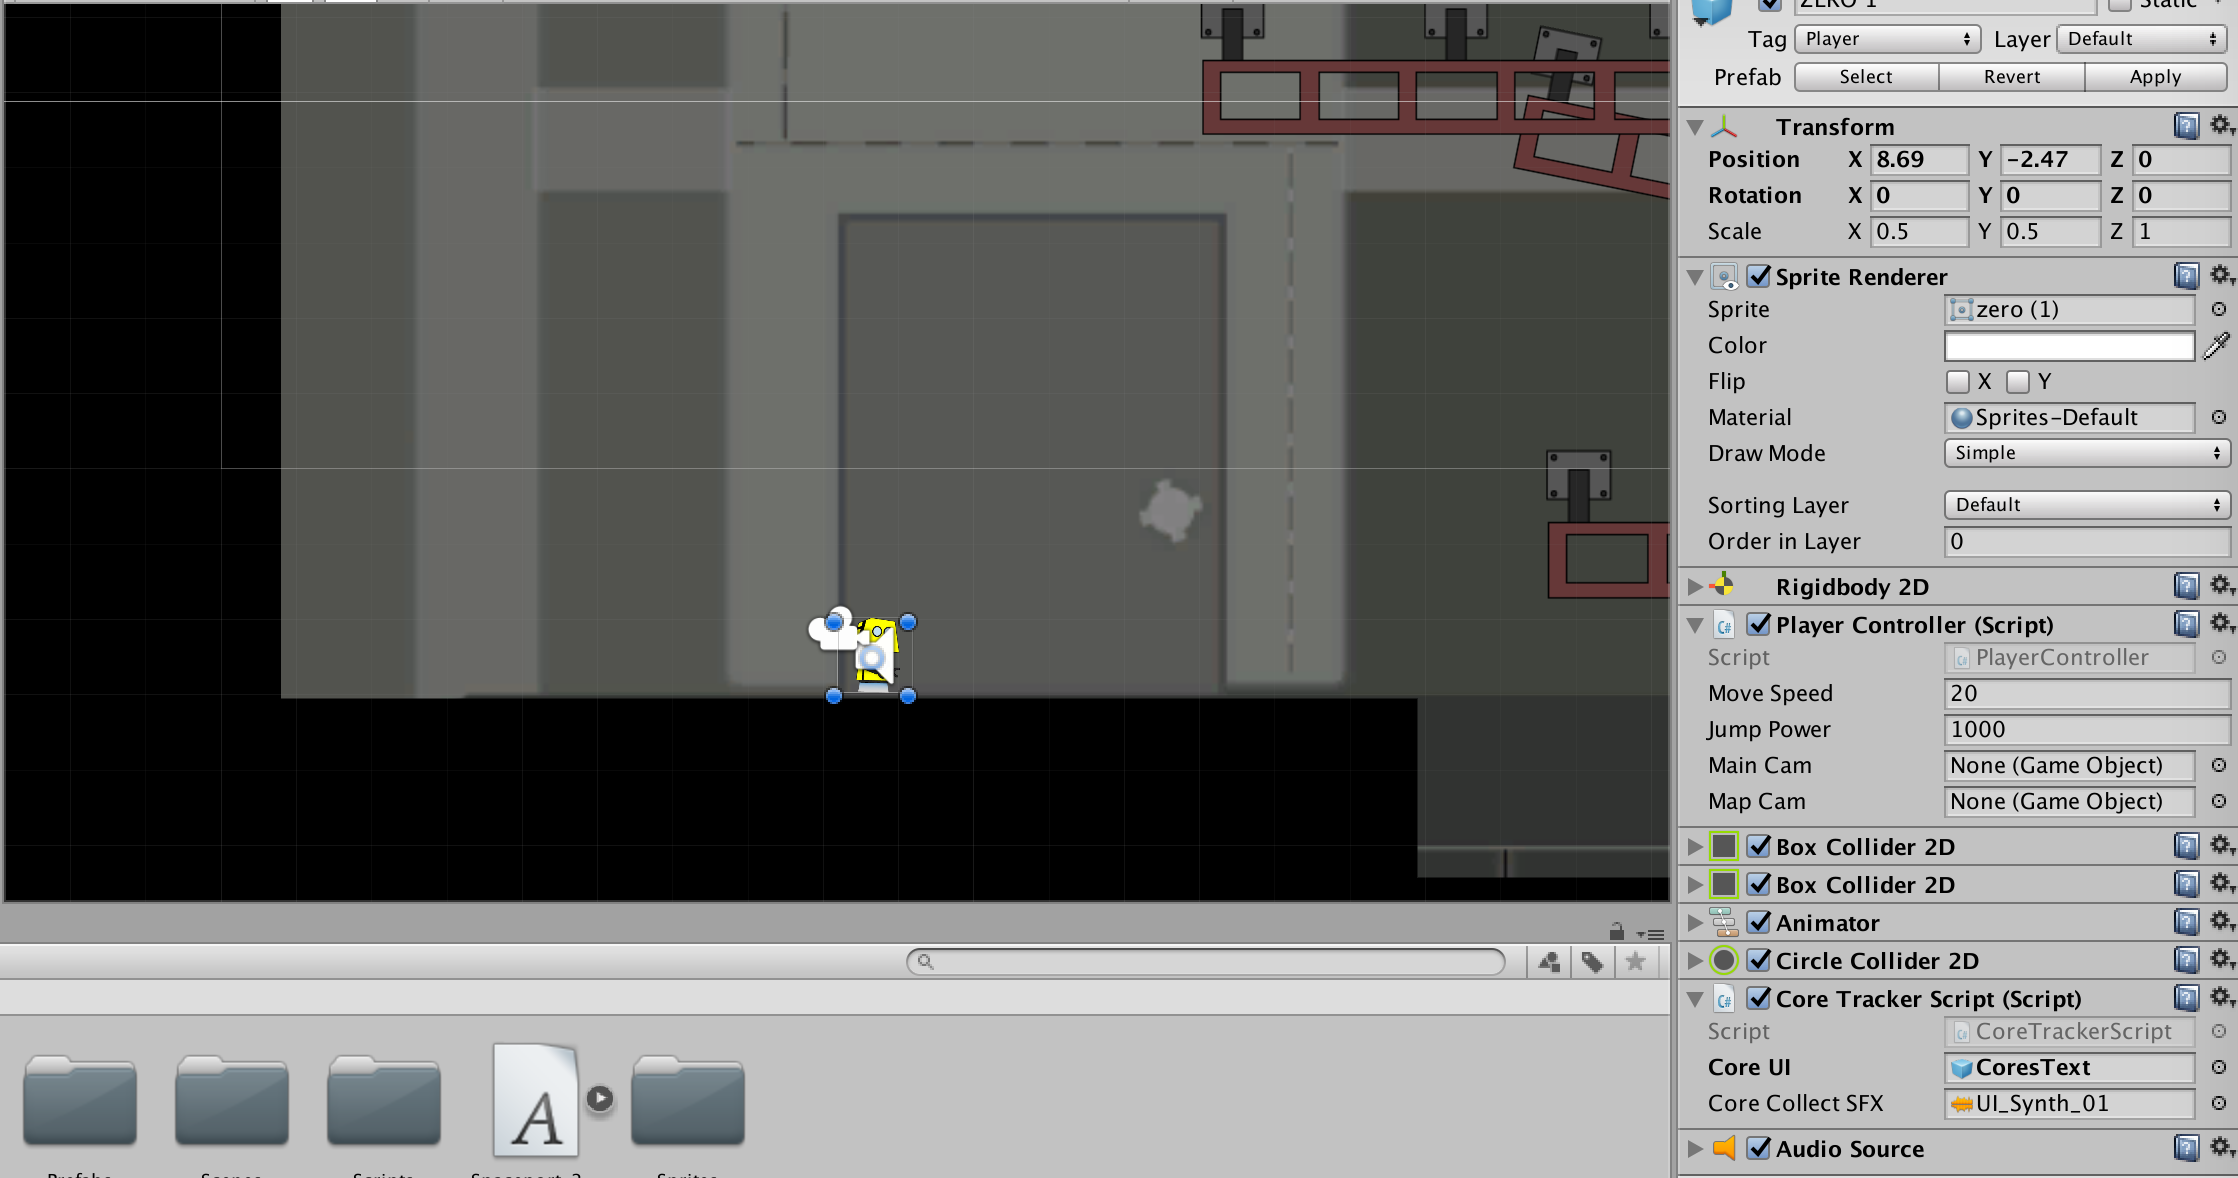 ZERO 1 Static
Tag Player Layer Default
Prefab Select Revert Apply
Transform
Position X 8.69 Y -2.47 Z 0
Rotation X 0 Y 0 Z 0
Scale X 0.5 Y 0.5 Z 1
Sprite Renderer
Sprite zero (1)
Color
Flip X Y
Material Sprites-Default
Draw Mode Simple
Sorting Layer Default
Order in Layer 0
Rigidbody 2D
C# Player Controller (Script)
Script C# PlayerController
Move Speed 20
Jump Power 1000
Main Cam None (Game Object)
Map Cam None (Game Object)
Box Collider 2D
Box Collider 2D
Animator
Circle Collider 2D
C# Core Tracker Script (Script)
Script C# CoreTrackerScript
Core UI CoresText
Core Collect SFX UI_Synth_01
Audio Source
A
Prefabs Scenes Scripts Sprites